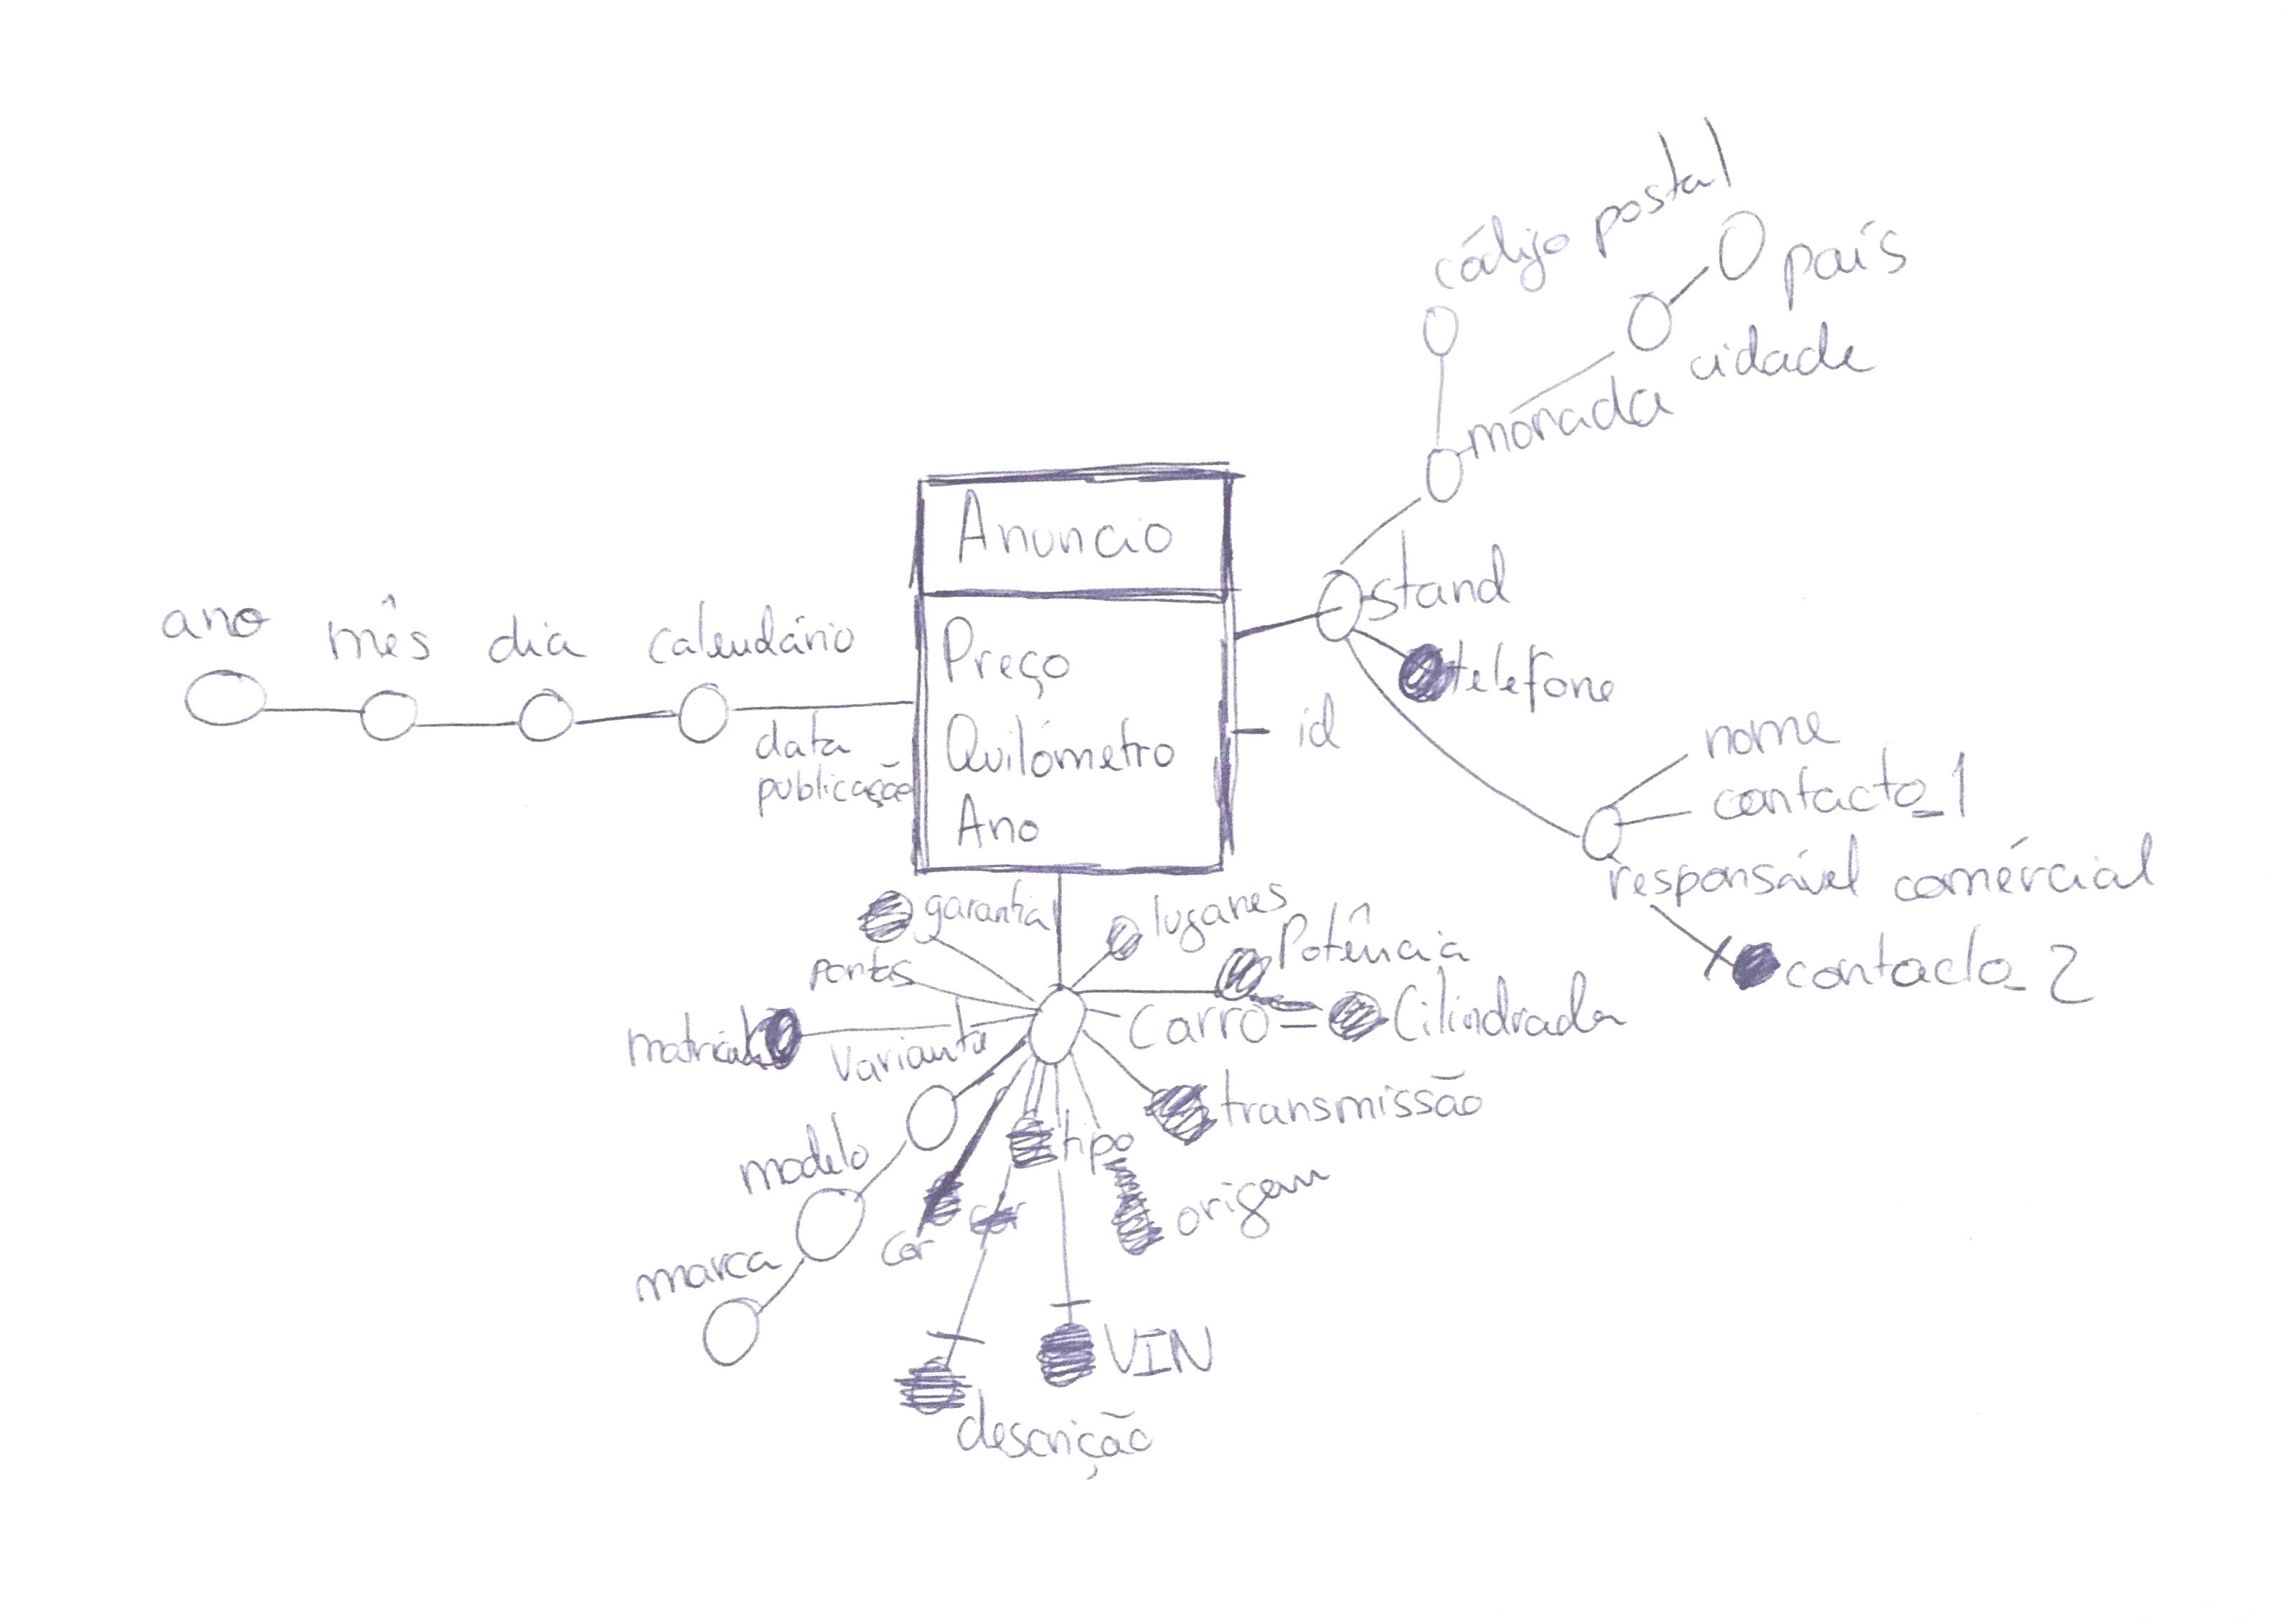 código postal
país
cidade
morada
Anuncio
stand
ano mês dia calendário
Preço
telefone
id
data
publicação
Quilómetro
nome
contacto_1
Ano
responsável comércial
garantia
lugares
Potência
portas
contacto_2
Carro
Cilindrada
matricula
Variante
transmissão
tipo
modelo
origem
cor
cor
marca
VIN
descrição